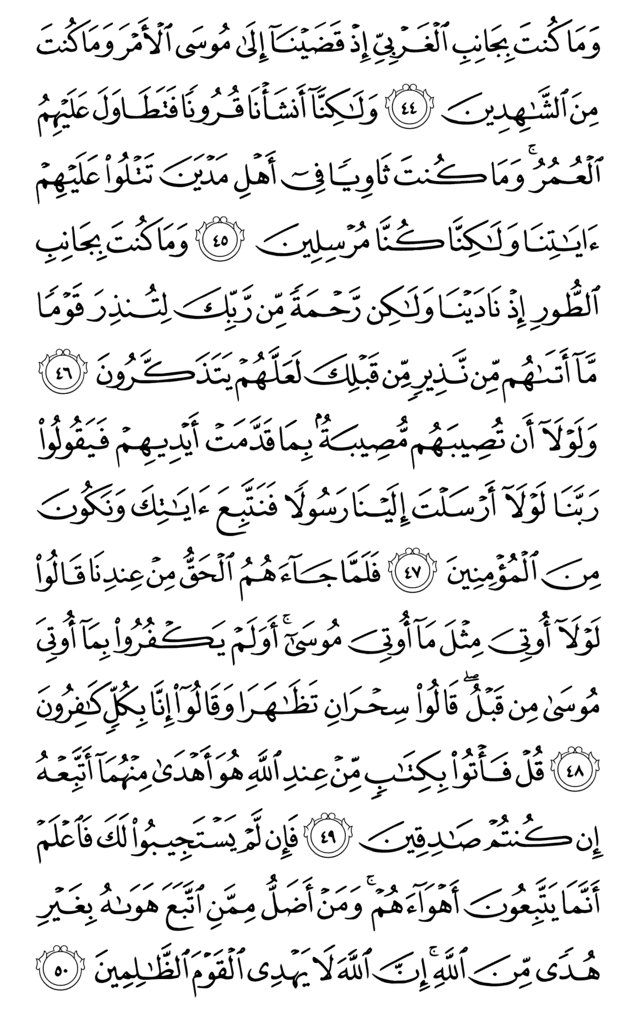 وَمَا كُنتَ بِجَانِبِ ٱلْغَرْبِىِّ إِذْ قَضَيْنَآ إِلَىٰ مُوسَى ٱلْأَمْرَ وَمَا كُنتَ
مِنَ ٱلشَّـٰهِدِينَ ٤٤ وَلَـٰكِنَّآ أَنشَأْنَا قُرُونًا فَتَطَاوَلَ عَلَيْهِمُ
ٱلْعُمُرُ ۚ وَمَا كُنتَ ثَاوِيًا فِىٓ أَهْلِ مَدْيَنَ تَتْلُوا۟ عَلَيْهِمْ
ءَايَـٰتِنَا وَلَـٰكِنَّا كُنَّا مُرْسِلِينَ ٤٥ وَمَا كُنتَ بِجَانِبِ
ٱلطُّورِ إِذْ نَادَيْنَا وَلَـٰكِن رَّحْمَةً مِّن رَّبِّكَ لِتُنذِرَ قَوْمًا
مَّآ أَتَىٰهُم مِّن نَّذِيرٍ مِّن قَبْلِكَ لَعَلَّهُمْ يَتَذَكَّرُونَ ٤٦
وَلَوْلَآ أَن تُصِيبَهُم مُّصِيبَةٌۢ بِمَا قَدَّمَتْ أَيْدِيهِمْ فَيَقُولُوا۟
رَبَّنَا لَوْلَآ أَرْسَلْتَ إِلَيْنَا رَسُولًا فَنَتَّبِعَ ءَايَـٰتِكَ وَنَكُونَ
مِنَ ٱلْمُؤْمِنِينَ ٤٧ فَلَمَّا جَآءَهُمُ ٱلْحَقُّ مِنْ عِندِنَا قَالُوا۟
لَوْلَآ أُوتِىَ مِثْلَ مَآ أُوتِىَ مُوسَىٰٓ ۚ أَوَلَمْ يَكْفُرُوا۟ بِمَآ أُوتِىَ
مُوسَىٰ مِن قَبْلُ ۖ قَالُوا۟ سِحْرَانِ تَظَـٰهَرَا وَقَالُوٓا۟ إِنَّا بِكُلٍّ كَـٰفِرُونَ
٤٨ قُلْ فَأْتُوا۟ بِكِتَـٰبٍ مِّنْ عِندِ ٱللَّهِ هُوَ أَهْدَىٰ مِنْهُمَآ أَتَّبِعْهُ
إِن كُنتُمْ صَـٰدِقِينَ ٤٩ فَإِن لَّمْ يَسْتَجِيبُوا۟ لَكَ فَٱعْلَمْ
أَنَّمَا يَتَّبِعُونَ أَهْوَآءَهُمْ ۚ وَمَنْ أَضَلُّ مِمَّنِ ٱتَّبَعَ هَوَىٰهُ بِغَيْرِ
هُدًى مِّنَ ٱللَّهِ ۚ إِنَّ ٱللَّهَ لَا يَهْدِى ٱلْقَوْمَ ٱلظَّـٰلِمِينَ ٥٠